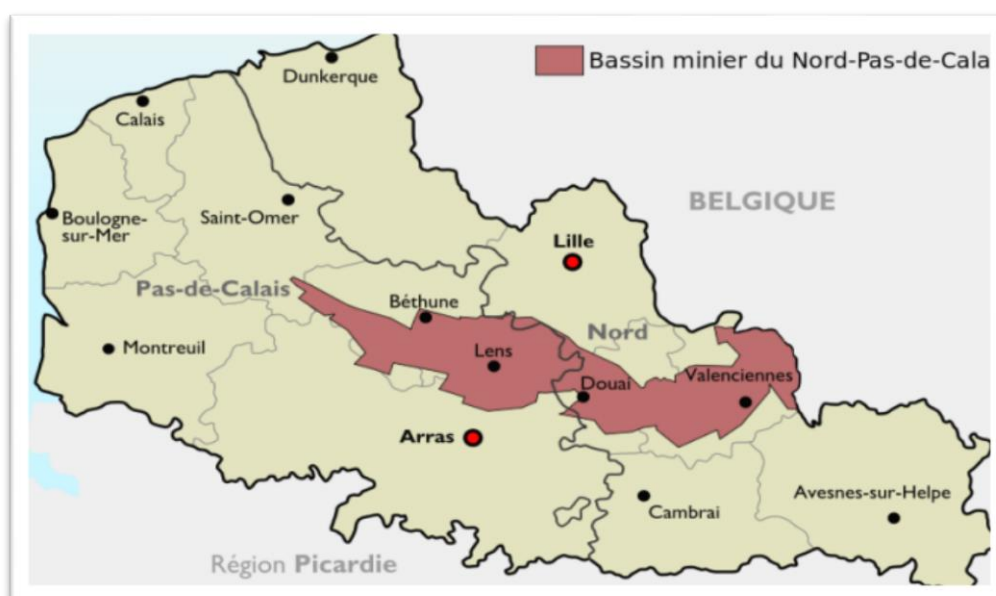 Bassin minier du Nord-Pas-de-Cala
Dunkerque
Calais
BELGIQUE
Boulogne-
sur-Mer
Saint-Omer
Lille
Pas-de-Calais
Béthune
Nord
Montreuil
Lens
Douai
Valenciennes
Arras
Avesnes-sur-Helpe
Cambrai
Région Picardie